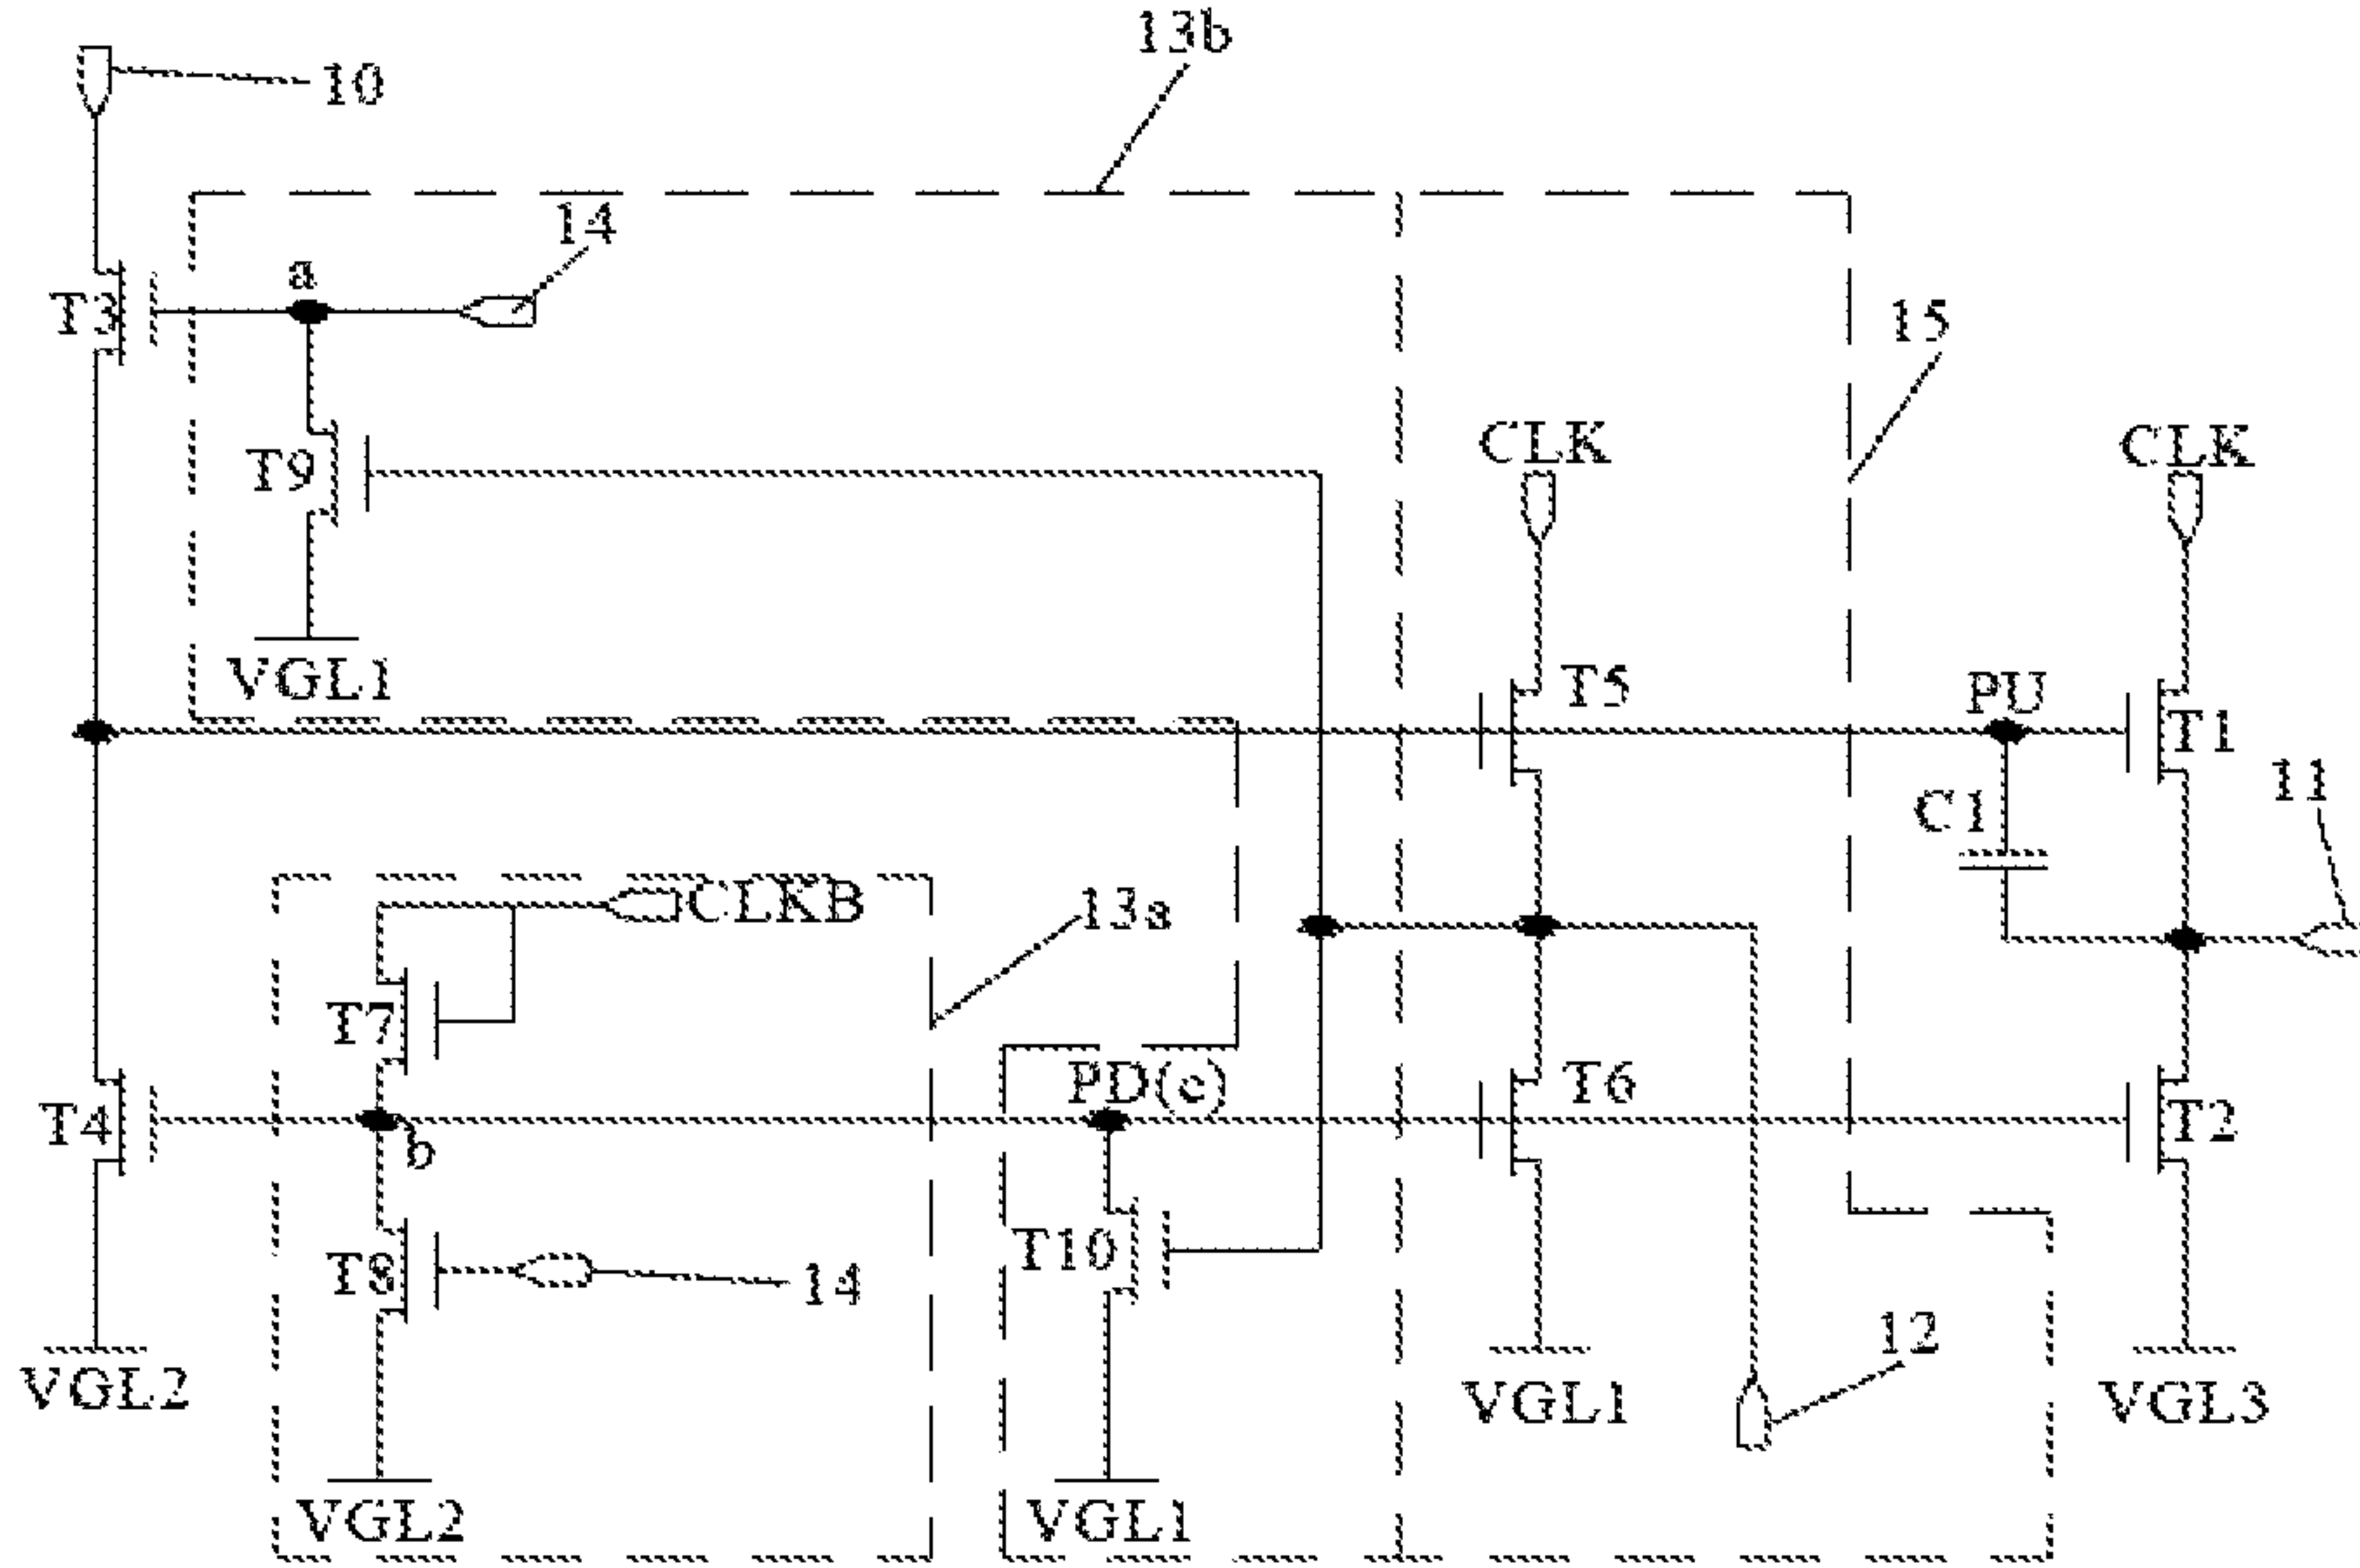 13b
10
14
a
T3
15
CLK
CLK
T9
VGL1
T5
PU
T1
11
C1
CLKB
13a
T7
PD(c)
T6
T4
b
T2
T10
T8
14
12
VGL2
VGL1
VGL3
VGL2
VGL1